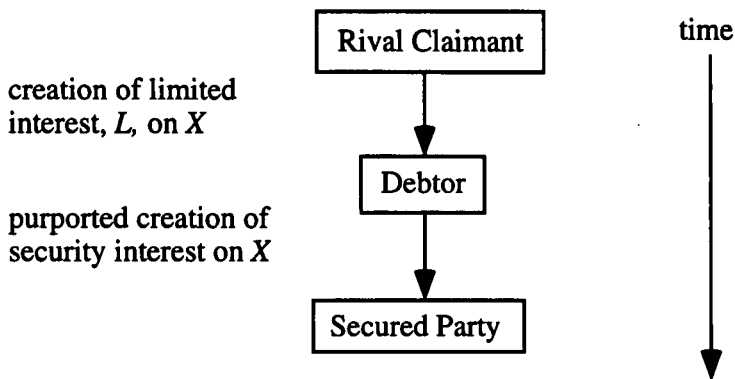 Rival Claimant
time
creation of limited
interest, L, on X
Debtor
purported creation of
security interest on X
Secured Party